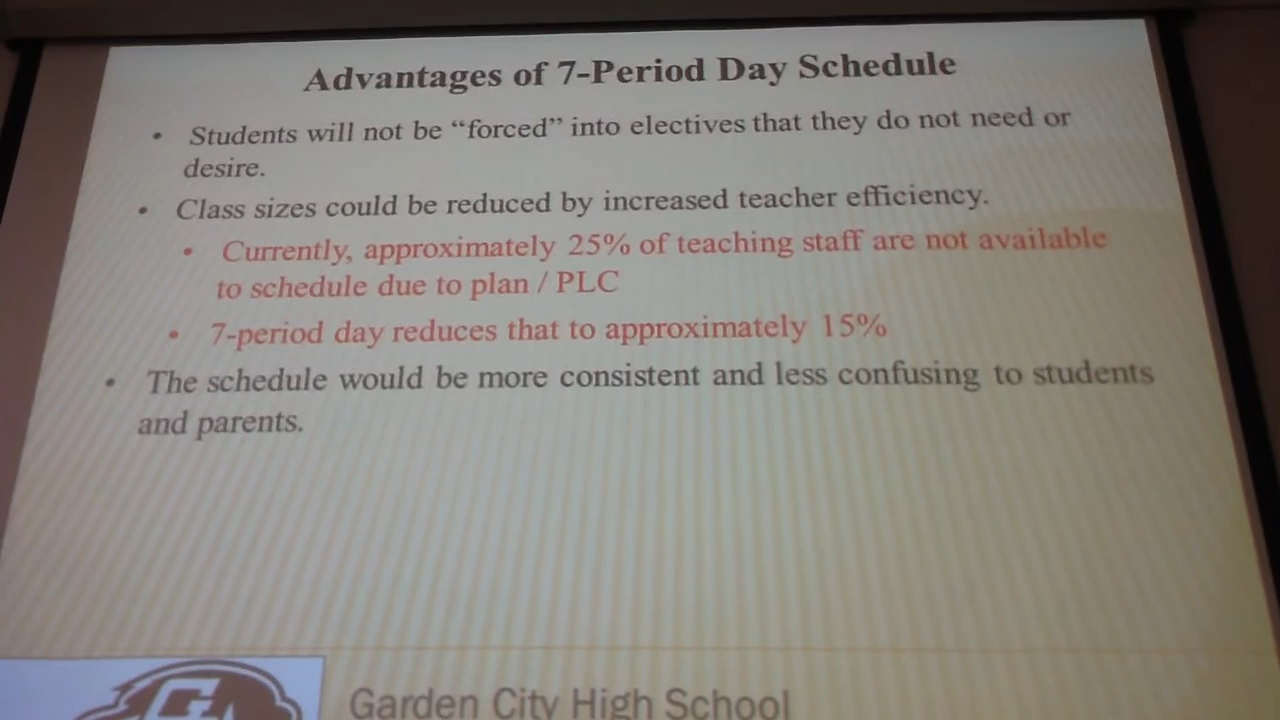 Advantages of 7-Period Day Schedule
• Students will not be “forced” into electives that they do not need or
desire.
• Class sizes could be reduced by increased teacher efficiency.
• Currently, approximately 25% of teaching staff are not available
to schedule due to plan / PLC
• 7-period day reduces that to approximately 15%
• The schedule would be more consistent and less confusing to students
and parents.
Garden City High School